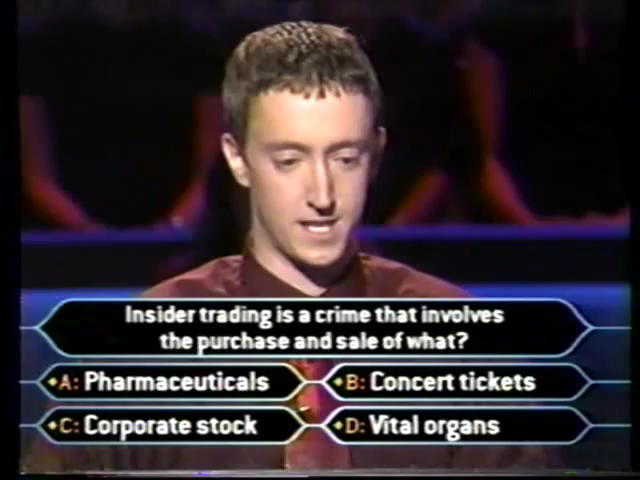 Insider trading is a crime that involves
the purchase and sale of what?
A: Pharmaceuticals
B: Concert tickets
C: Corporate stock
D: Vital organs